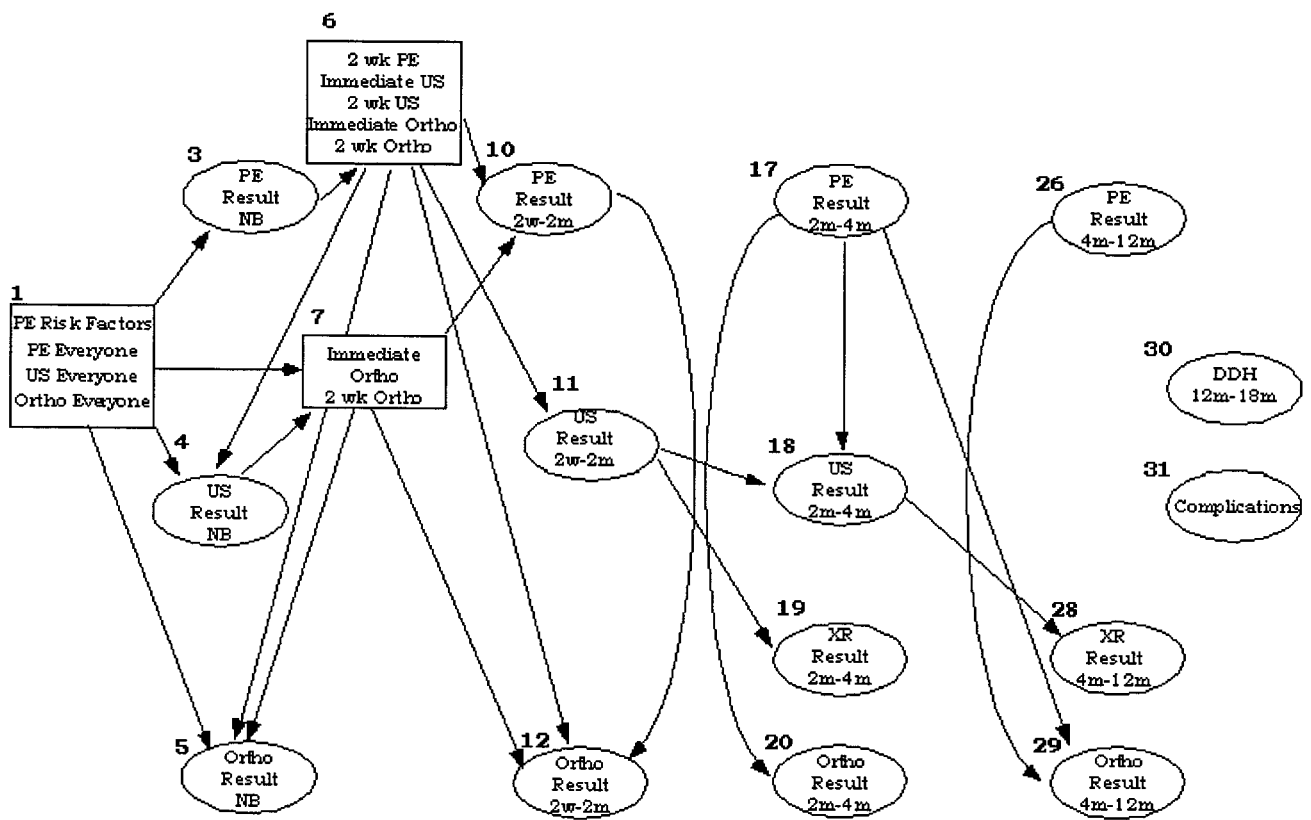 6
2 wk PE
Immediate US
2 wk US
Immediate Ortho
2 wk Ortho
3
PE
Result
NB
10
PE
Result
2w-2m
17
PE
Result
2m-4m
26
PE
Result
4m-12m
1
PE Risk Factors
PE Everyone
US Everyone
Ortho Everyone
7
Immediate
Ortho
2 wk Ortho
30
DDH
12m-18m
11
US
Result
2w-2m
4
US
Result
NB
18
US
Result
2m-4m
31
Complications
19
XR
Result
2m-4m
28
XR
Result
4m-12m
5
Ortho
Result
NB
12
Ortho
Result
2w-2m
20
Ortho
Result
2m-4m
29
Ortho
Result
4m-12m